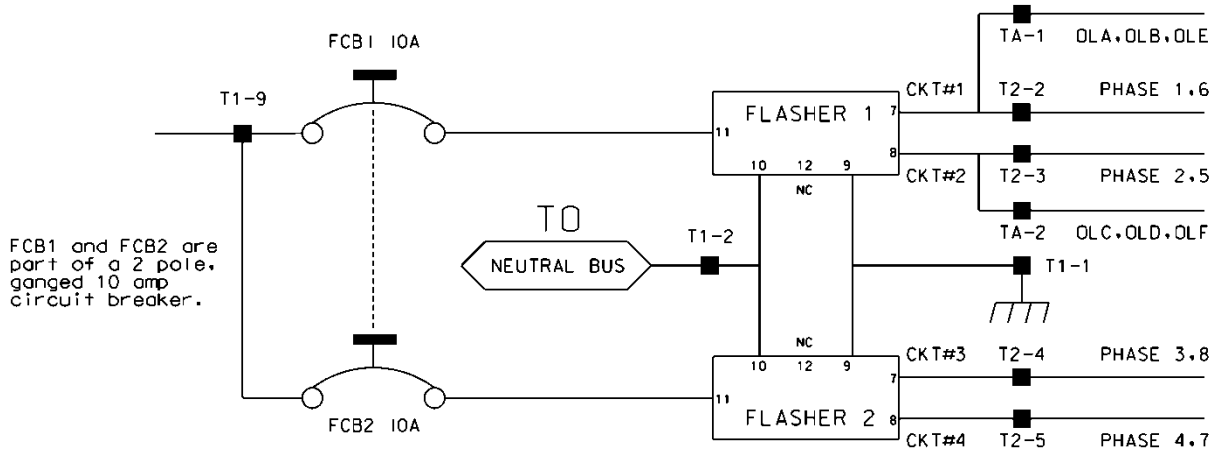 FCB1 10A
T1-9
TA-1 OLA,OLB,OLE
CKT#1 T2-2 PHASE 1,6
FLASHER 1
7
11
8
10 12 9
NC
CKT#2 T2-3 PHASE 2,5
TA-2 OLC,OLD,OLF
TO
NEUTRAL BUS
T1-2
T1-1
FCB1 and FCB2 are
part of a 2 pole,
ganged 10 amp
circuit breaker.
NC
10 12 9
CKT#3 T2-4 PHASE 3,8
7
11
FLASHER 2
8
CKT#4 T2-5 PHASE 4,7
FCB2 10A